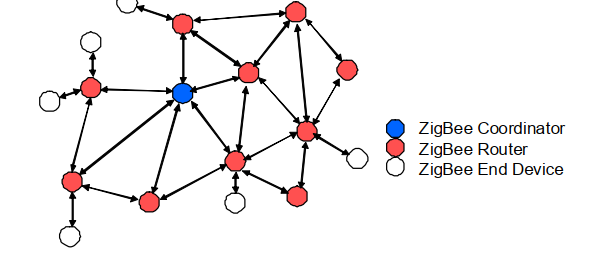 ZigBee Coordinator
ZigBee Router
ZigBee End Device